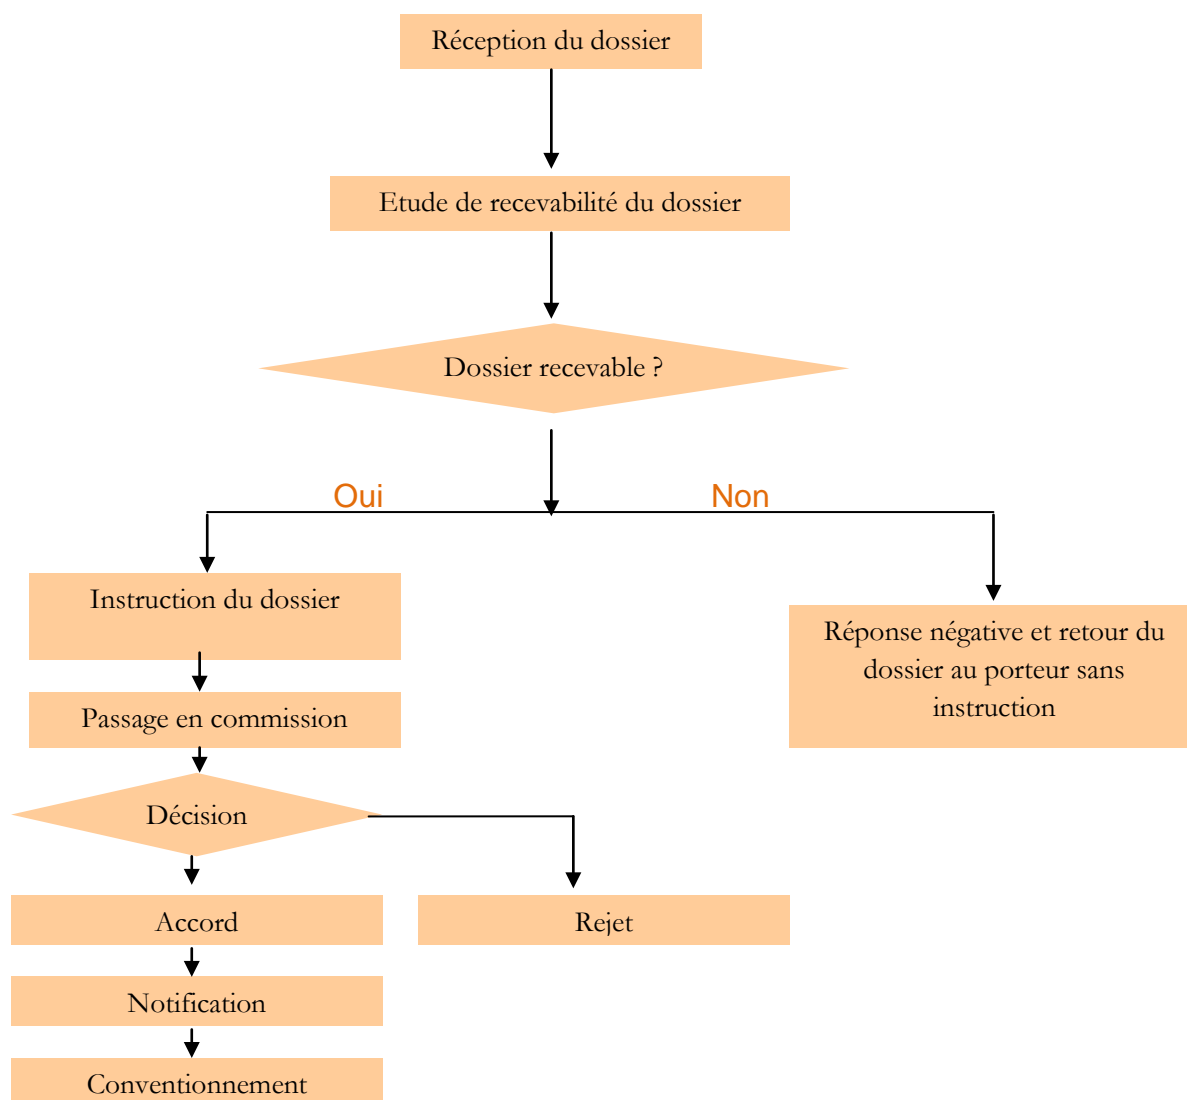 Réception du dossier
Etude de recevabilité du dossier
Dossier recevable ?
Oui
Non
Instruction du dossier
Réponse négative et retour du
dossier au porteur sans
instruction
Passage en commission
Décision
Accord
Rejet
Notification
Conventionnement